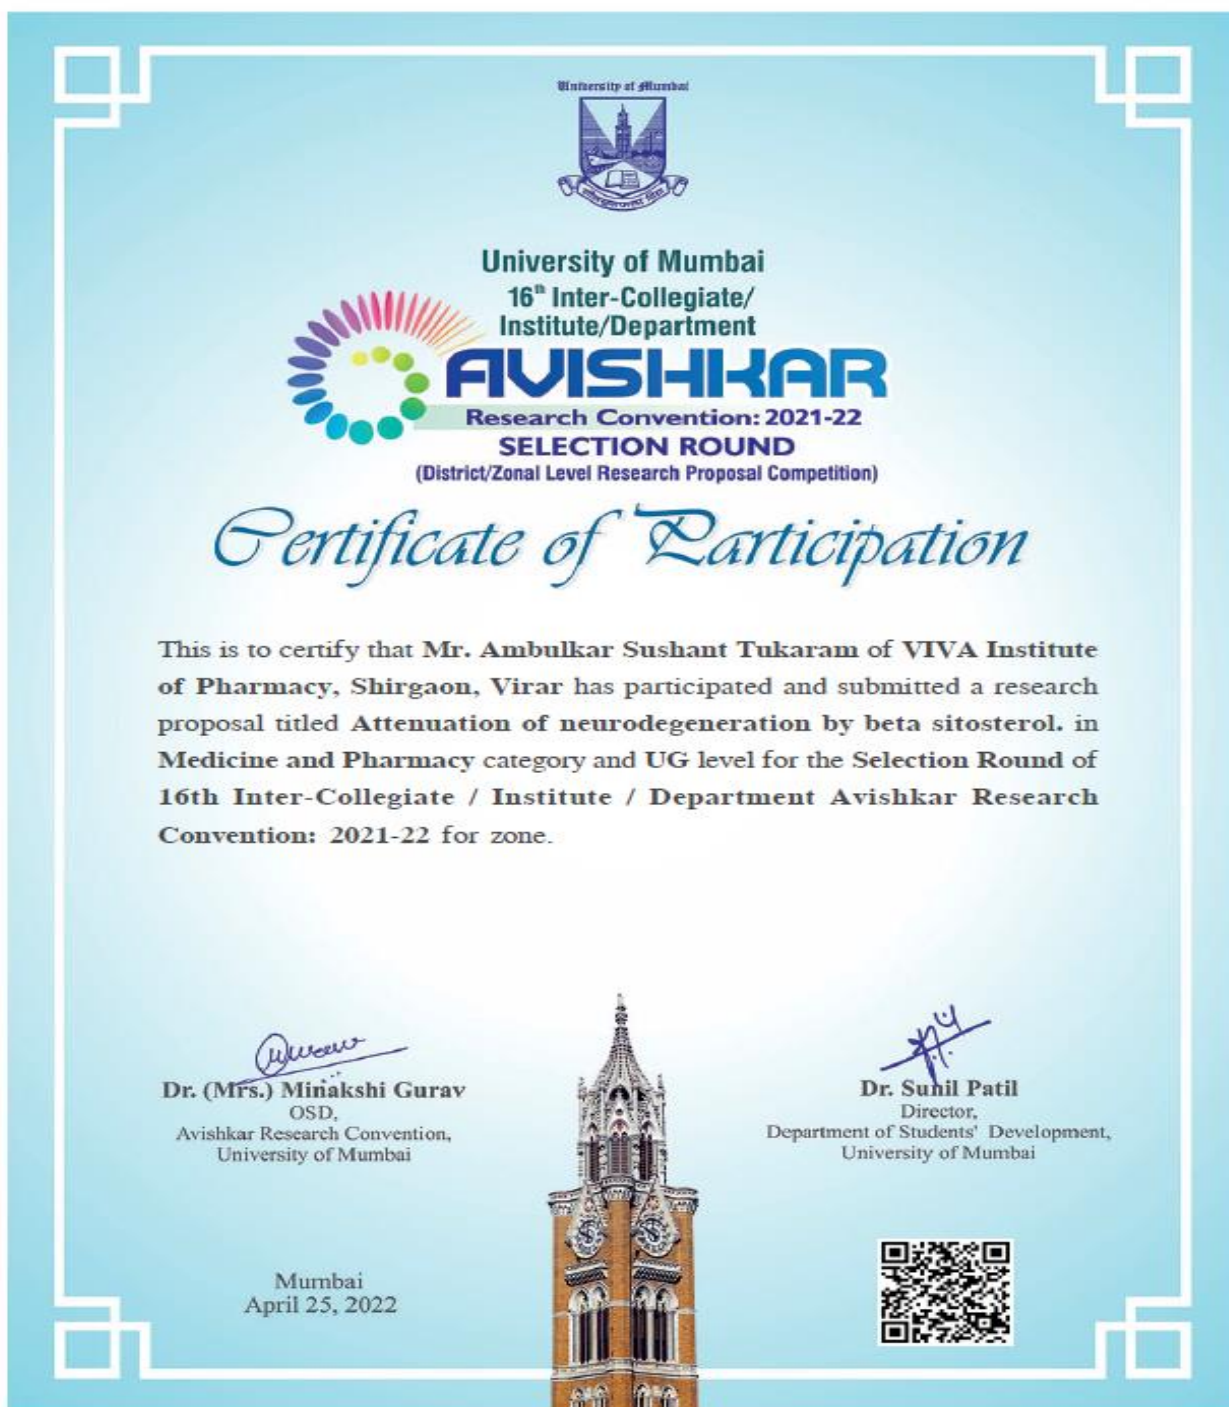 University of Mumbai
University of Mumbai
16th Inter-Collegiate/
Institute/Department
AVISHKAR
Research Convention: 2021-22
SELECTION ROUND
(District/Zonal Level Research Proposal Competition)
Certificate of Participation
This is to certify that Mr. Ambulkar Sushant Tukaram of VIVA Institute
of Pharmacy, Shirgaon, Virar has participated and submitted a research
proposal titled Attenuation of neurodegeneration by beta sitosterol. in
Medicine and Pharmacy category and UG level for the Selection Round of
16th Inter-Collegiate / Institute / Department Avishkar Research
Convention: 2021-22 for zone.
Dr. (Mrs.) Minakshi Gurav
OSD,
Avishkar Research Convention,
University of Mumbai
Dr. Sunil Patil
Director,
Department of Students' Development,
University of Mumbai
Mumbai
April 25, 2022